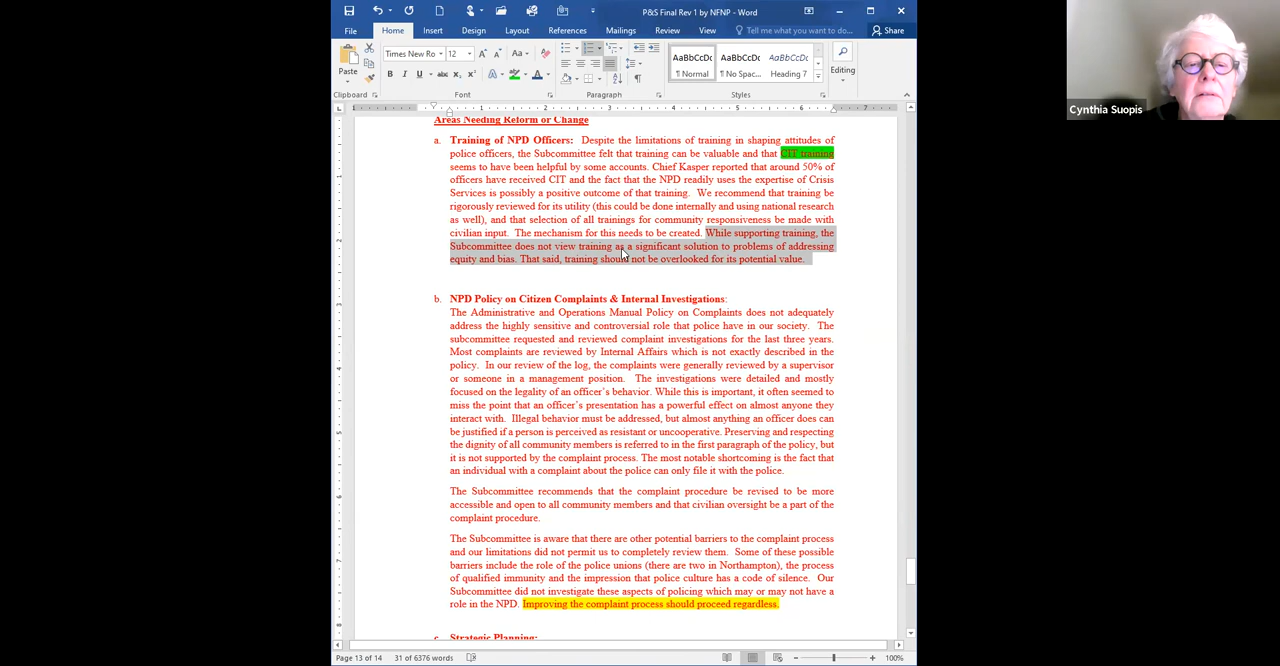 P&S Final Rev 1 by NFNP - Word
File Home Insert Draw Design Layout References Mailings Review View Tell me what you want to do... Share
Paste
Times New Ro 12
Aa
B I U abc x₂ x² A
AaBbCcDc AaBbCcDc AaBbCcDc
¶ Normal ¶ No Spac... Heading 7
Editing
Clipboard Font Paragraph Styles
1 1 2 3 4 5 6 7
Areas Needing Reform or Change
a. Training of NPD Officers: Despite the limitations of training in shaping attitudes of
police officers, the Subcommittee felt that training can be valuable and that CIT training
seems to have been helpful by some accounts. Chief Kasper reported that around 50% of
officers have received CIT and the fact that the NPD readily uses the expertise of Crisis
Services is possibly a positive outcome of that training. We recommend that training be
rigorously reviewed for its utility (this could be done internally and using national research
as well), and that selection of all trainings for community responsiveness be made with
civilian input. The mechanism for this needs to be created. While supporting training, the
Subcommittee does not view training as a significant solution to problems of addressing
equity and bias. That said, training should not be overlooked for its potential value.
b. NPD Policy on Citizen Complaints & Internal Investigations:
The Administrative and Operations Manual Policy on Complaints does not adequately
address the highly sensitive and controversial role that police have in our society. The
subcommittee requested and reviewed complaint investigations for the last three years.
Most complaints are reviewed by Internal Affairs which is not exactly described in the
policy. In our review of the log, the complaints were generally reviewed by a supervisor
or someone in a management position. The investigations were detailed and mostly
focused on the legality of an officer's behavior. While this is important, it often seemed to
miss the point that an officer's presentation has a powerful effect on almost anyone they
interact with. Illegal behavior must be addressed, but almost anything an officer does can
be justified if a person is perceived as resistant or uncooperative. Preserving and respecting
the dignity of all community members is referred to in the first paragraph of the policy, but
it is not supported by the complaint process. The most notable shortcoming is the fact that
an individual with a complaint about the police can only file it with the police.
The Subcommittee recommends that the complaint procedure be revised to be more
accessible and open to all community members and that civilian oversight be a part of the
complaint procedure.
The Subcommittee is aware that there are other potential barriers to the complaint process
and our limitations did not permit us to completely review them. Some of these possible
barriers include the role of the police unions (there are two in Northampton), the process
of qualified immunity and the impression that police culture has a code of silence. Our
Subcommittee did not investigate these aspects of policing which may or may not have a
role in the NPD. Improving the complaint process should proceed regardless.
c. Strategic Planning:
Page 13 of 14 31 of 6376 words 100%
Cynthia Suopis